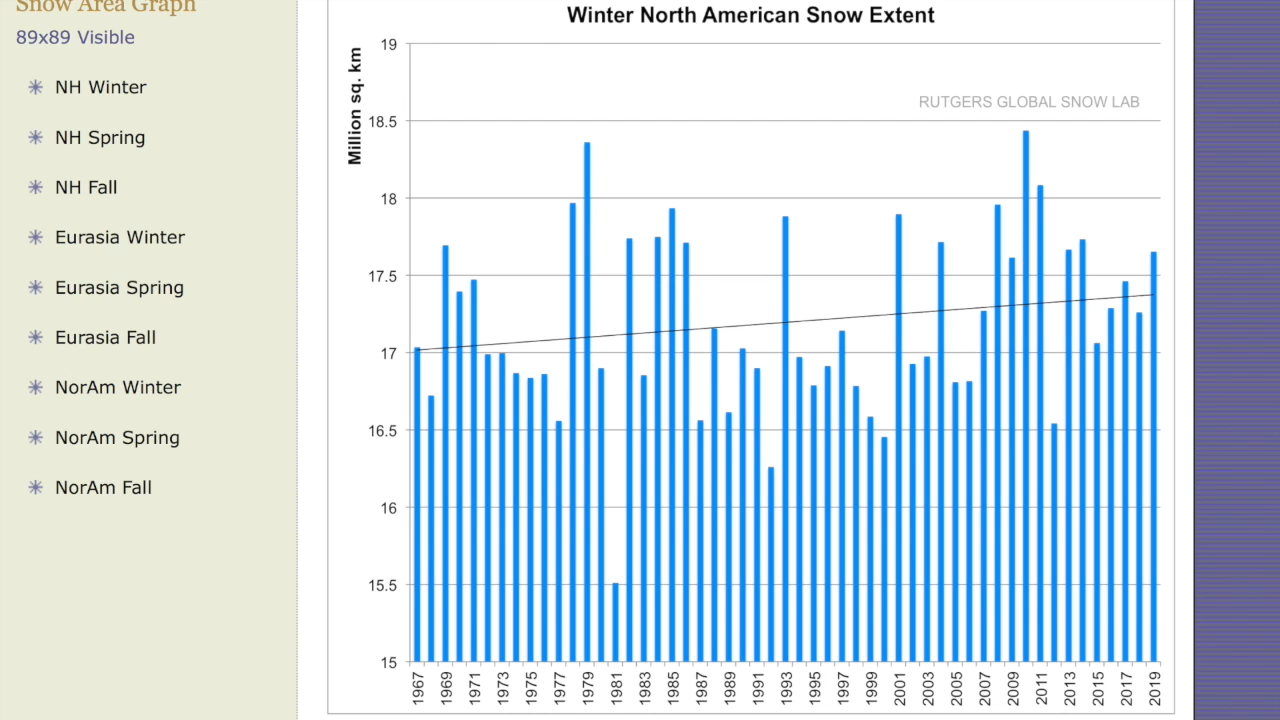 Snow Area Graph
89x89 Visible
NH Winter
NH Spring
NH Fall
Eurasia Winter
Eurasia Spring
Eurasia Fall
NorAm Winter
NorAm Spring
NorAm Fall
Winter North American Snow Extent
Million sq. km
RUTGERS GLOBAL SNOW LAB
19
18.5
18
17.5
17
16.5
16
15.5
15
1967 1969 1971 1973 1975 1977 1979 1981 1983 1985 1987 1989 1991 1993 1995 1997 1999 2001 2003 2005 2007 2009 2011 2013 2015 2017 2019